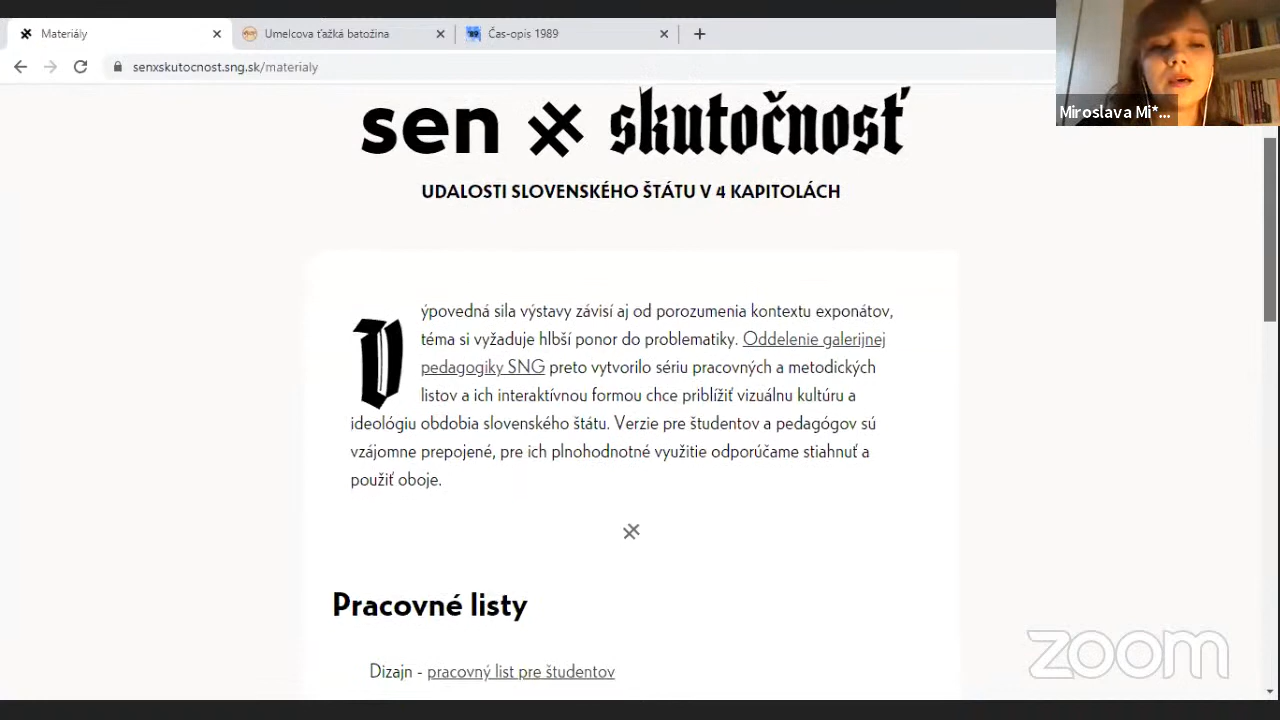 Materiály
Umelcova ťažká batožina
Čas-opis 1989
senxskutocnost.sng.sk/materialy
Miroslava Mi*...
sen x skutočnosť
UDALOSTI SLOVENSKÉHO ŠTÁTU V 4 KAPITOLÁCH
Výpovedná sila výstavy závisí aj od porozumenia kontextu exponátov,
téma si vyžaduje hlbší ponor do problematiky. Oddelenie galerijnej
pedagogiky SNG preto vytvorilo sériu pracovných a metodických
listov a ich interaktívnou formou chce priblížiť vizuálnu kultúru a
ideológiu obdobia slovenského štátu. Verzie pre študentov a pedagógov sú
vzájomne prepojené, pre ich plnohodnotné využitie odporúčame stiahnuť a
použiť oboje.
Pracovné listy
Dizajn - pracovný list pre študentov
zoom